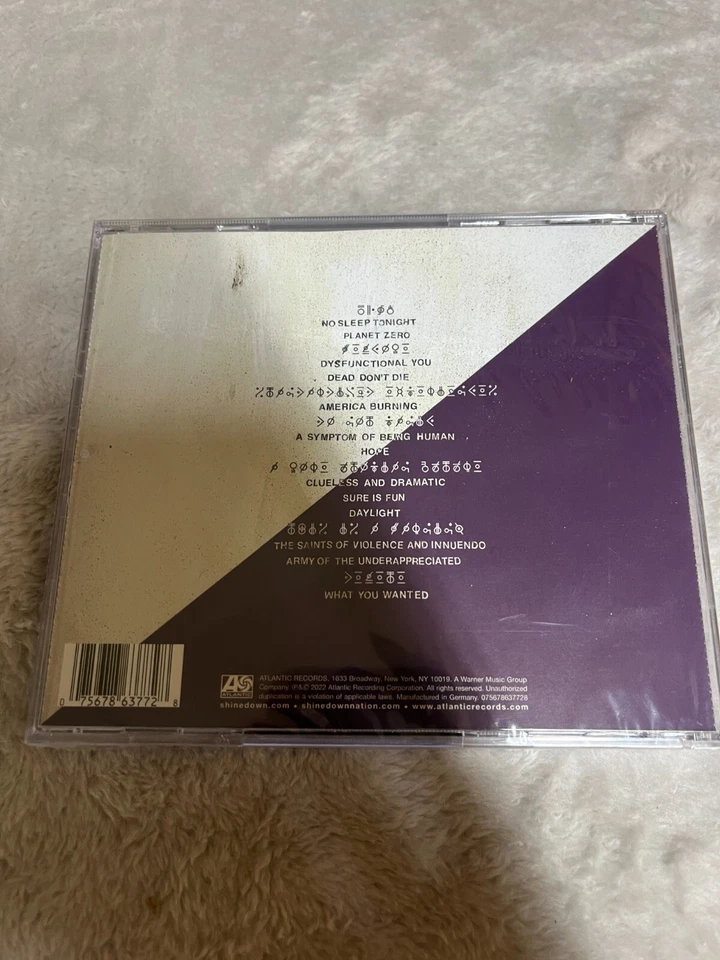 NO SLEEP TONIGHT
PLANET ZERO
DYSFUNCTIONAL YOU
DEAD DON'T DIE
AMERICA BURNING
A SYMPTOM OF BEING HUMAN
HOPE
CLUELESS AND DRAMATIC
SURE IS FUN
DAYLIGHT
THE SAINTS OF VIOLENCE AND INNUENDO
ARMY OF THE UNDERAPPRECIATED
WHAT YOU WANTED
0 75678 63772 8
ATLANTIC
ATLANTIC RECORDS, 1633 Broadway, New York, NY 10019. A Warner Music Group
Company ℗&© 2022 Atlantic Recording Corporation. All rights reserved. Unauthorized
duplication is a violation of applicable laws. Manufactured in Germany. 075678637728
shinedown.com • shinedownnation.com • www.atlanticrecords.com